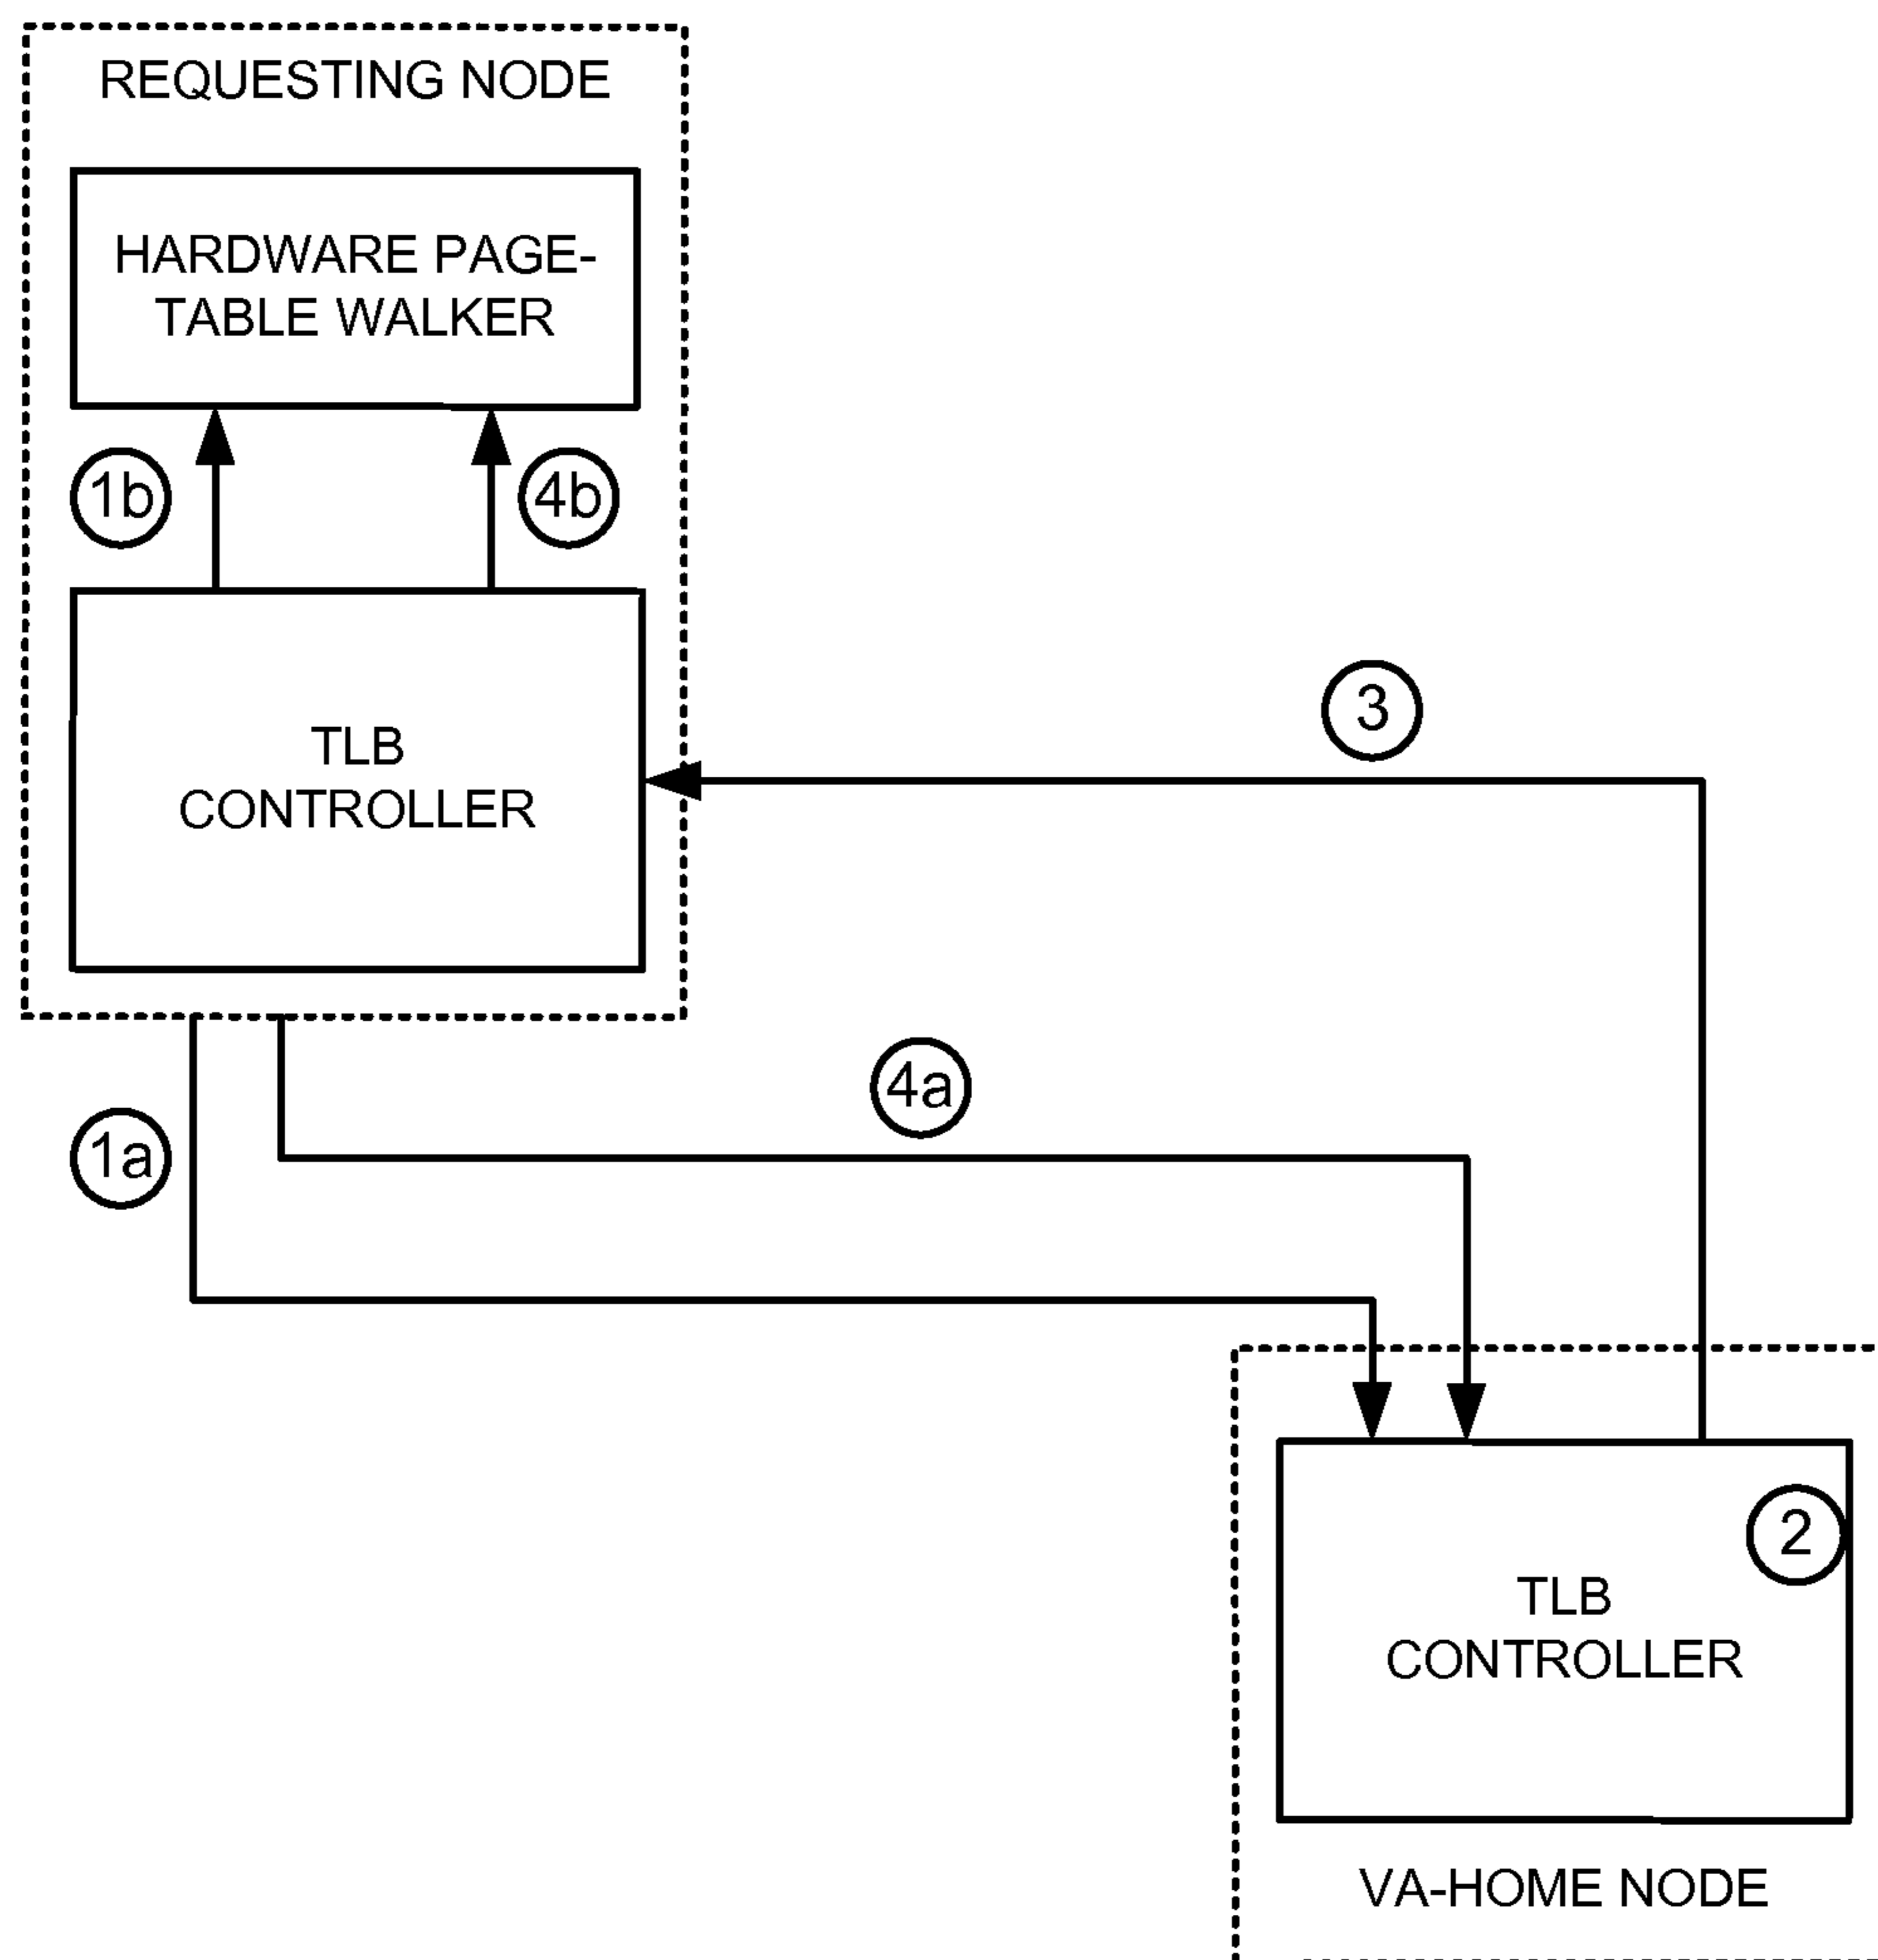 REQUESTING NODE
HARDWARE PAGE-
TABLE WALKER
1b
4b
TLB
CONTROLLER
3
4a
1a
2
TLB
CONTROLLER
VA-HOME NODE